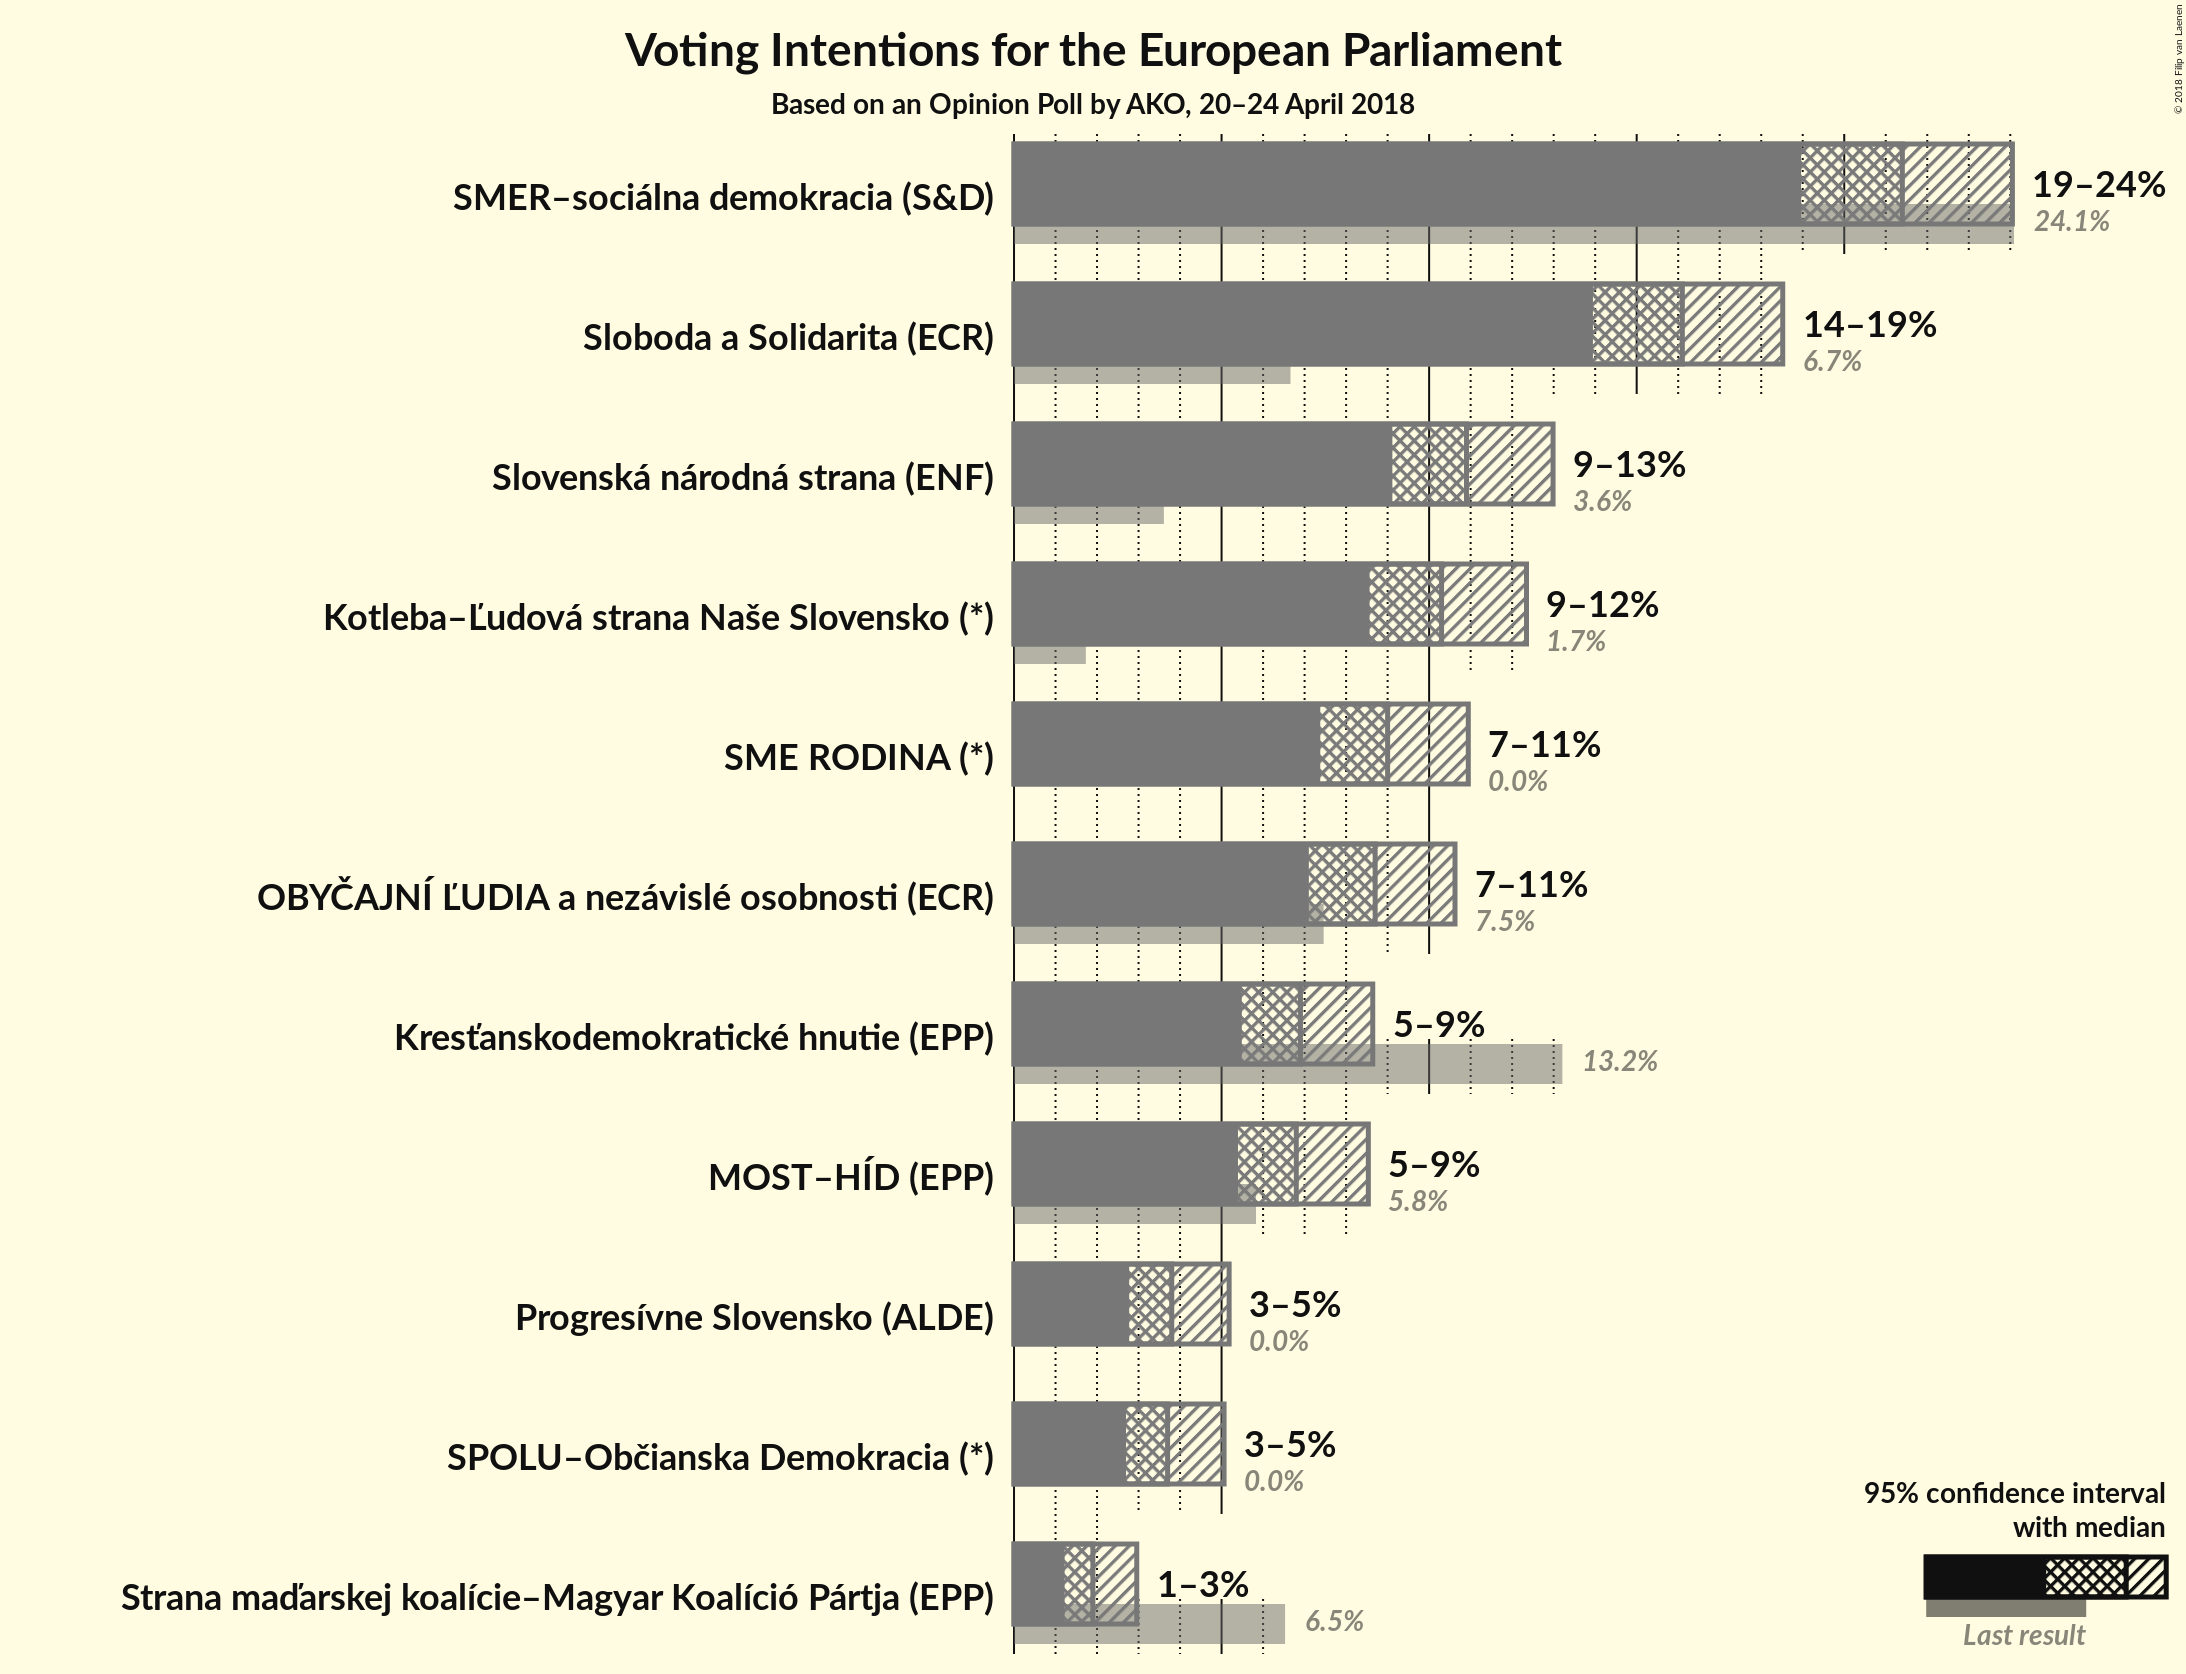 Voting Intentions for the European Parliament
Based on an Opinion Poll by AKO, 20–24 April 2018
© 2018 Filip van Laenen
SMER–sociálna demokracia (S&D)
19–24%
24.1%
Sloboda a Solidarita (ECR)
14–19%
6.7%
Slovenská národná strana (ENF)
9–13%
3.6%
Kotleba–Ľudová strana Naše Slovensko (*)
9–12%
1.7%
SME RODINA (*)
7–11%
0.0%
OBYČAJNÍ ĽUDIA a nezávislé osobnosti (ECR)
7–11%
7.5%
Kresťanskodemokratické hnutie (EPP)
5–9%
13.2%
MOST–HÍD (EPP)
5–9%
5.8%
Progresívne Slovensko (ALDE)
3–5%
0.0%
SPOLU–Občianska Demokracia (*)
3–5%
0.0%
Strana maďarskej koalície–Magyar Koalíció Pártja (EPP)
1–3%
6.5%
95% confidence interval
with median
Last result